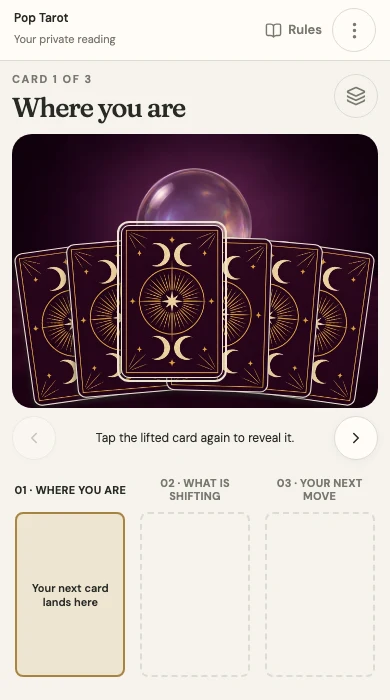 Pop Tarot
Your private reading
Rules
CARD 1 OF 3
Where you are
Tap the lifted card again to reveal it.
01 · WHERE YOU ARE
02 · WHAT IS
SHIFTING
03 · YOUR NEXT
MOVE
Your next card
lands here